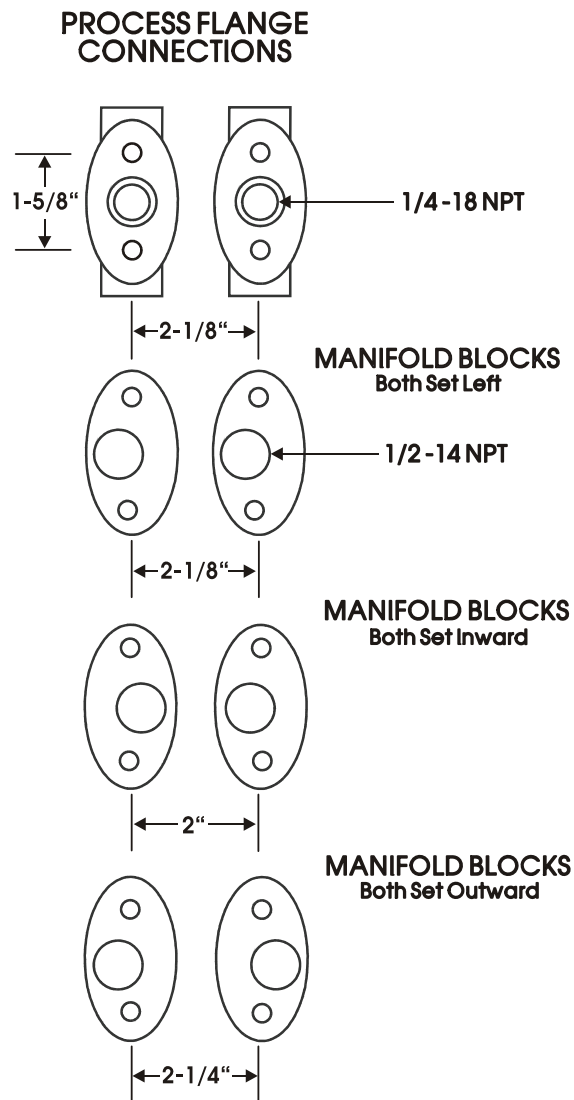 PROCESS FLANGE
CONNECTIONS
1-5/8“
1/4-18 NPT
2-1/8“
MANIFOLD BLOCKS
Both Set Left
1/2-14 NPT
2-1/8“
MANIFOLD BLOCKS
Both Set Inward
2“
MANIFOLD BLOCKS
Both Set Outward
2-1/4“